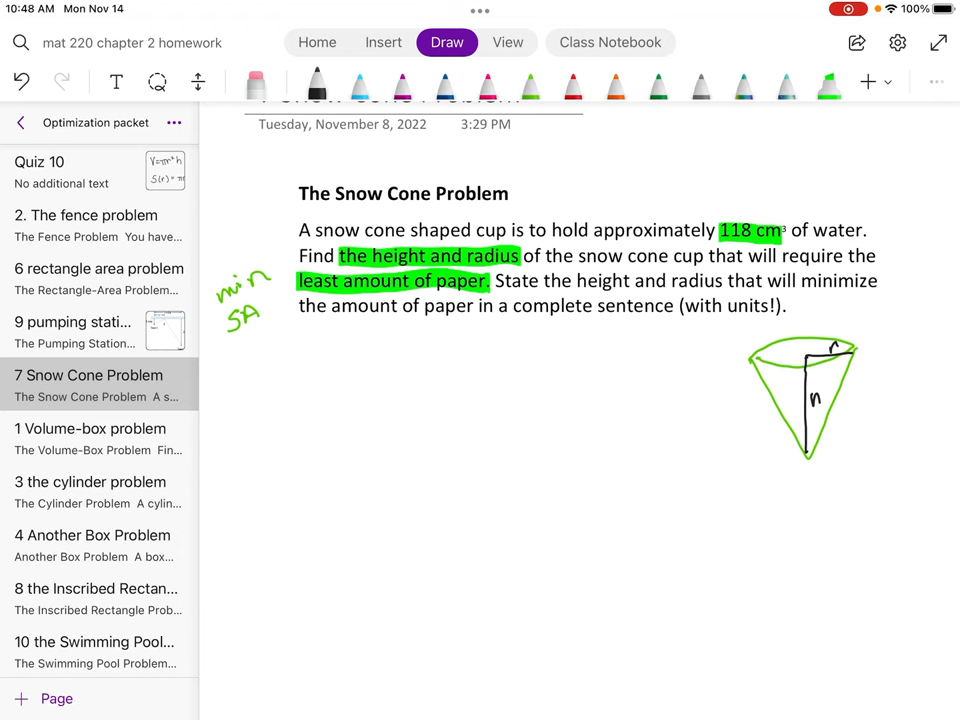 10:48 AM Mon Nov 14
100%
mat 220 chapter 2 homework
Home Insert Draw View Class Notebook
T
Optimization packet
Tuesday, November 8, 2022 3:29 PM
Quiz 10
No additional text
V=πr²h
2. The fence problem
The Fence Problem You have...
6 rectangle area problem
The Rectangle-Area Problem...
9 pumping stati...
The Pumping Station...
7 Snow Cone Problem
The Snow Cone Problem A s...
1 Volume-box problem
The Volume-Box Problem Fin...
3 the cylinder problem
The Cylinder Problem A cylin...
4 Another Box Problem
Another Box Problem A box...
8 the Inscribed Rectan...
The Inscribed Rectangle Prob...
10 the Swimming Pool...
The Swimming Pool Problem...
+ Page
The Snow Cone Problem
A snow cone shaped cup is to hold approximately 118 cm³ of water.
Find the height and radius of the snow cone cup that will require the
least amount of paper. State the height and radius that will minimize
the amount of paper in a complete sentence (with units!).
min
SA
r
h